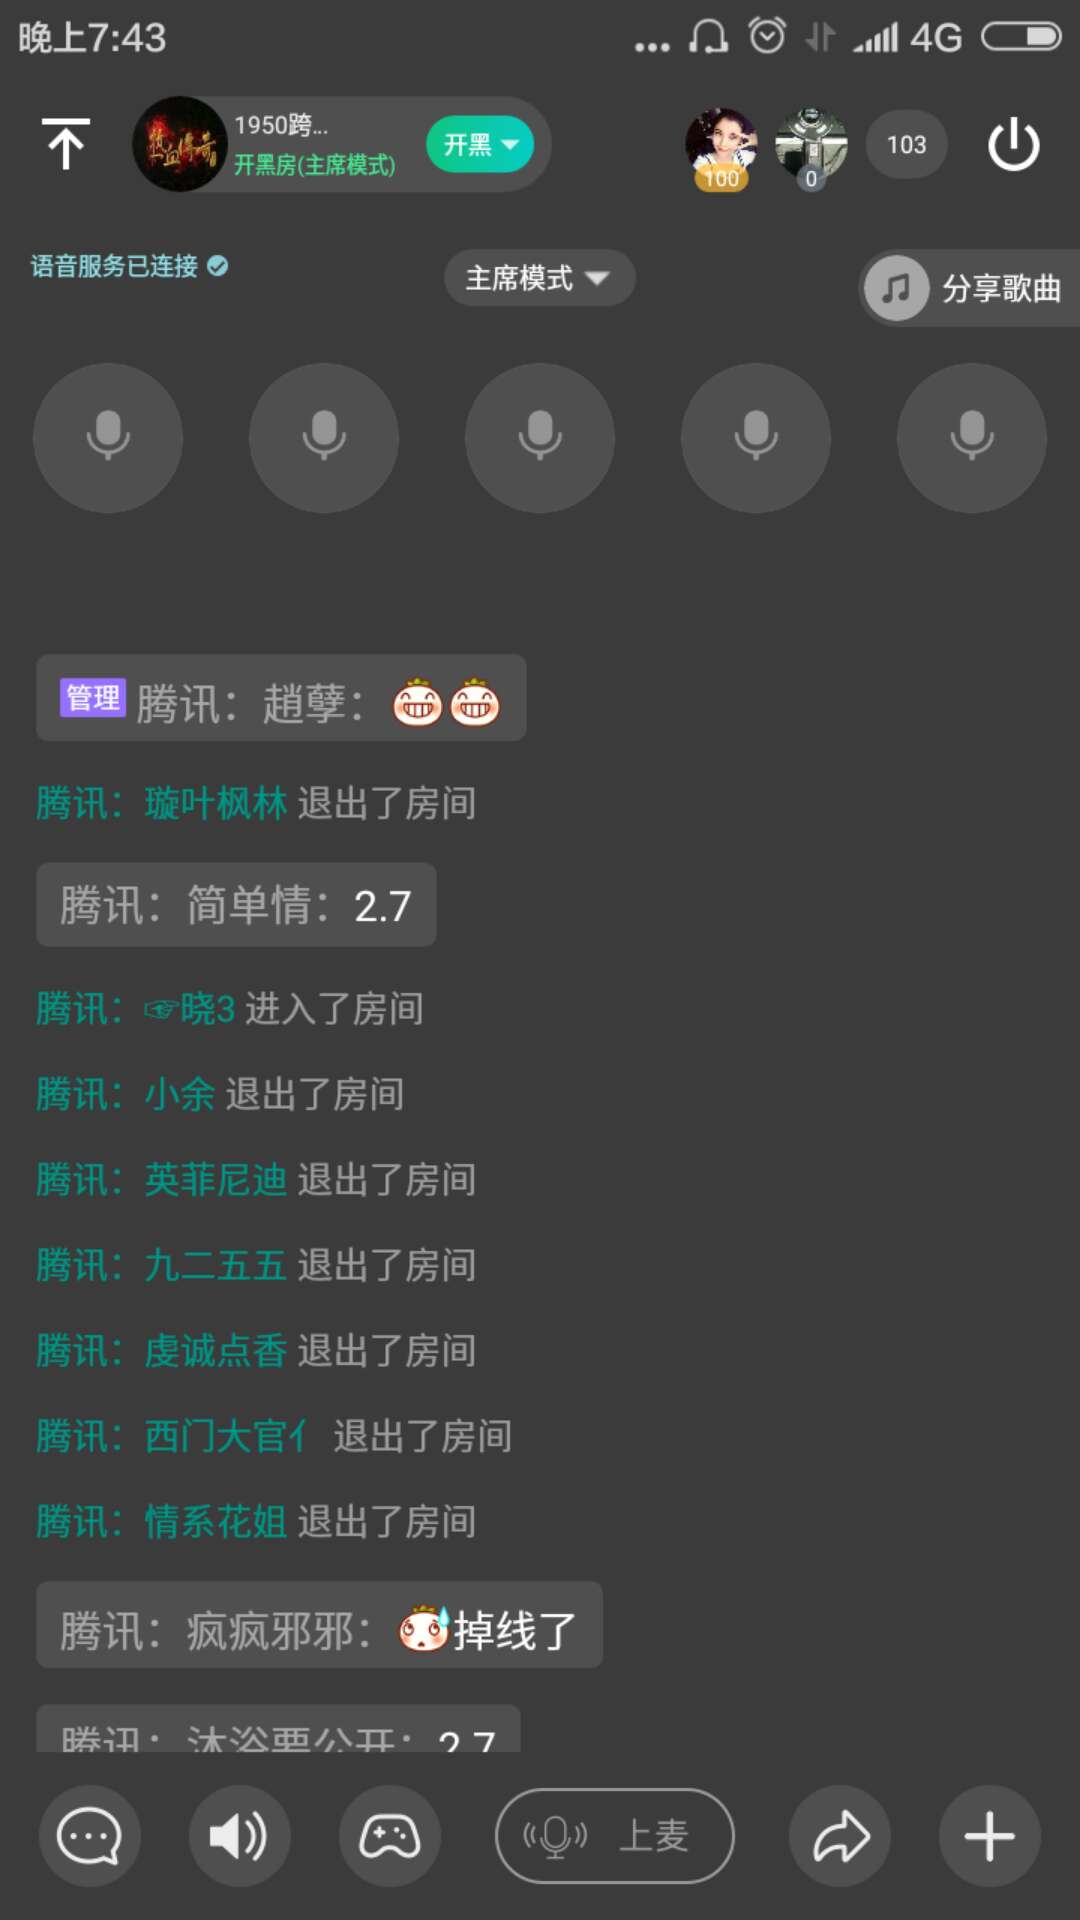 晚上7:43
4G
热血传奇
1950跨...
开黑房(主席模式)
开黑
100
0
103
语音服务已连接
主席模式
分享歌曲
管理 腾讯：趙孽：
腾讯：璇叶枫林 退出了房间
腾讯：简单情：2.7
腾讯：☞晓3 进入了房间
腾讯：小余 退出了房间
腾讯：英菲尼迪 退出了房间
腾讯：九二五五 退出了房间
腾讯：虔诚点香 退出了房间
腾讯：西门大官亻 退出了房间
腾讯：情系花姐 退出了房间
腾讯：疯疯邪邪：掉线了
腾讯：沐浴要公开：2.7
上麦